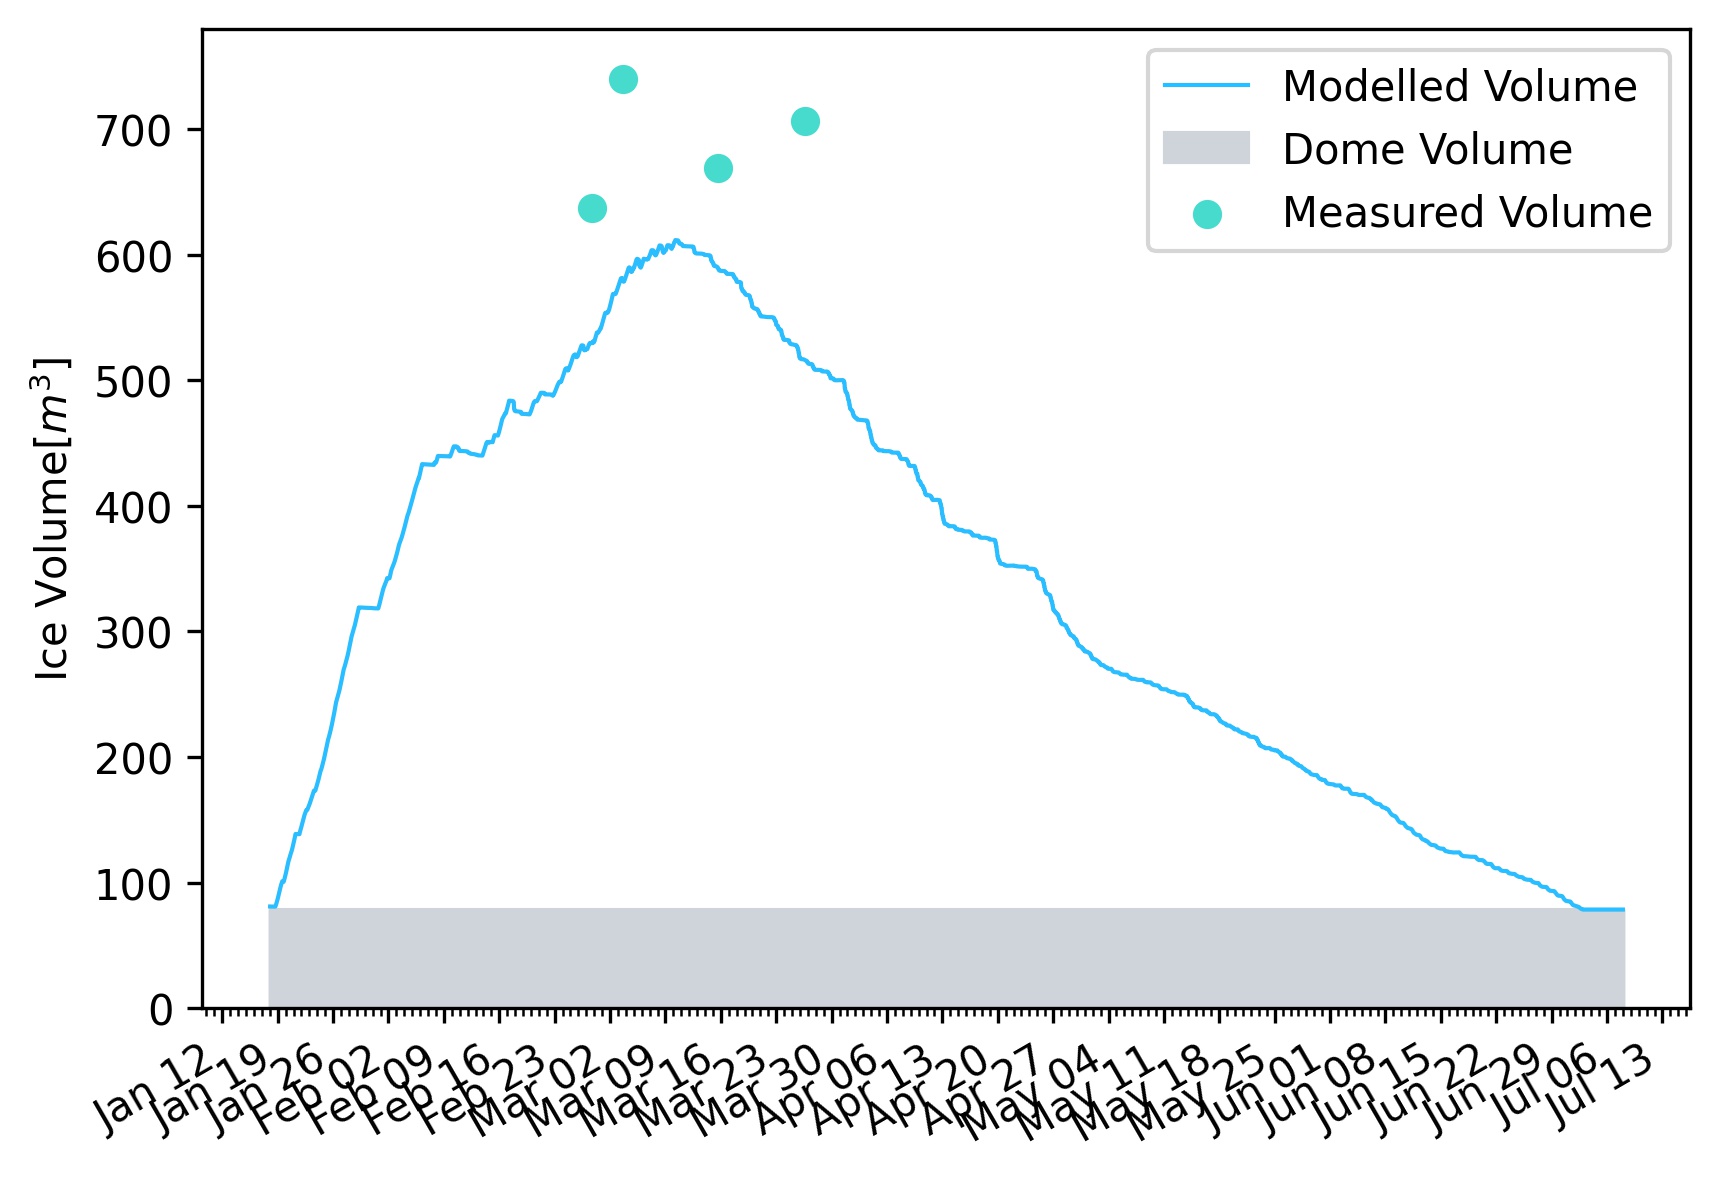 Modelled Volume
Dome Volume
Measured Volume
Ice Volume[m³]
700
600
500
400
300
200
100
0
Jan 12
Jan 19
Jan 26
Feb 02
Feb 09
Feb 16
Feb 23
Mar 02
Mar 09
Mar 16
Mar 23
Mar 30
Apr 06
Apr 13
Apr 20
Apr 27
May 04
May 11
May 18
May 25
Jun 01
Jun 08
Jun 15
Jun 22
Jun 29
Jul 06
Jul 13